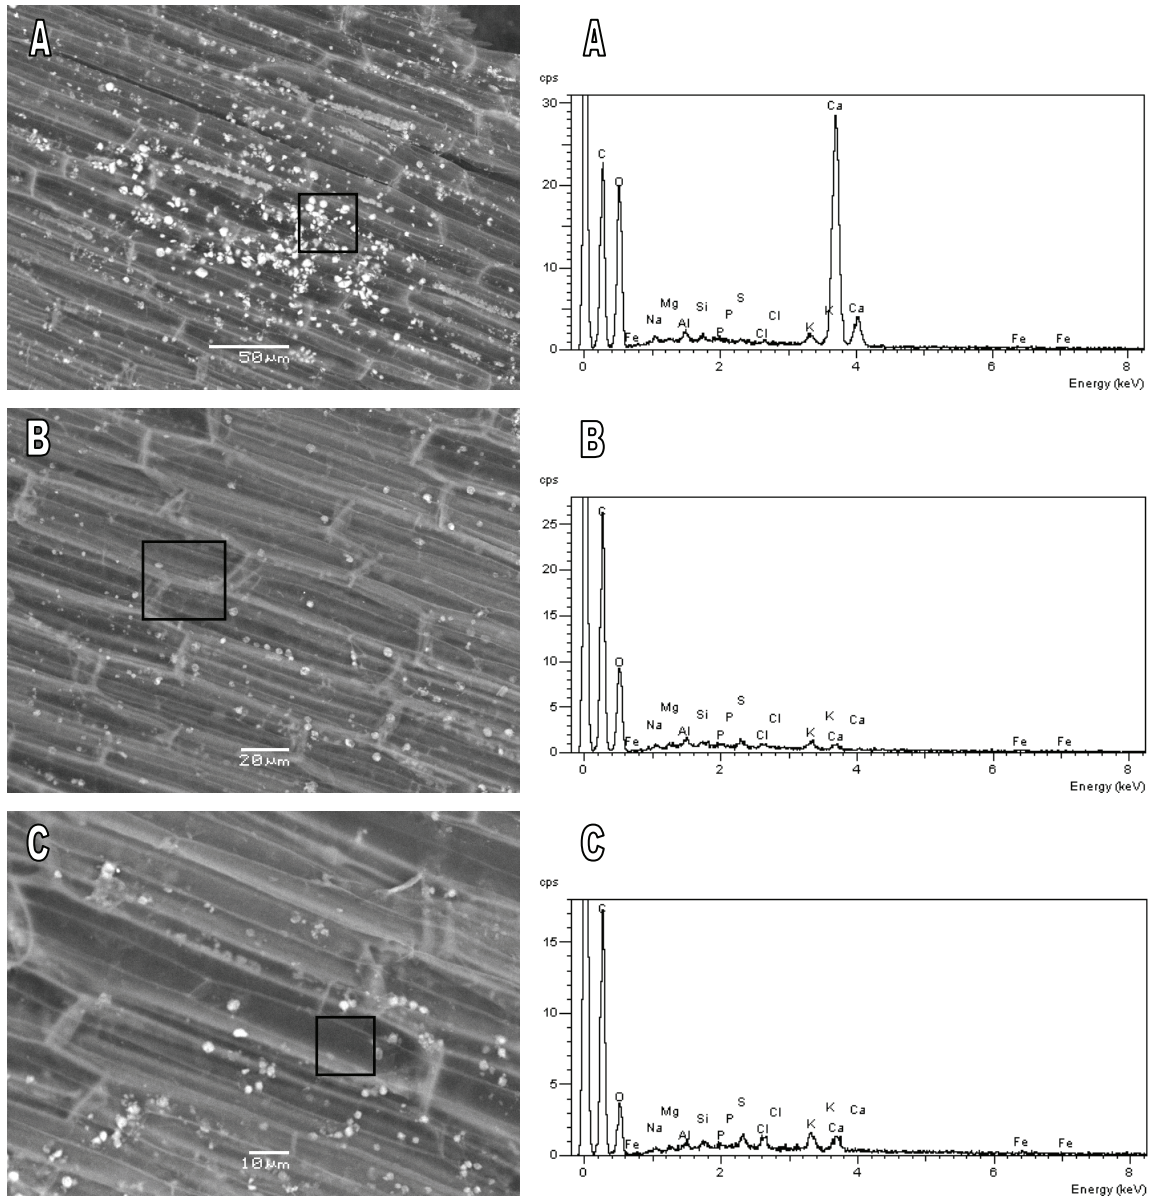 A
50μm
A
cps
30
20
10
0
C
O
Fe
Na
Mg
Al
Si
P
P
S
Cl
Cl
K
K
Ca
Ca
Fe
Fe
0
2
4
6
8
Energy (keV)
B
20μm
B
cps
25
20
15
10
5
0
C
O
Fe
Na
Mg
Al
Si
P
P
S
Cl
Cl
K
K
Ca
Ca
Fe
Fe
0
2
4
6
8
Energy (keV)
C
10μm
C
cps
15
10
5
0
C
O
Fe
Na
Mg
Al
Si
P
P
S
Cl
Cl
K
K
Ca
Ca
Fe
Fe
0
2
4
6
8
Energy (keV)